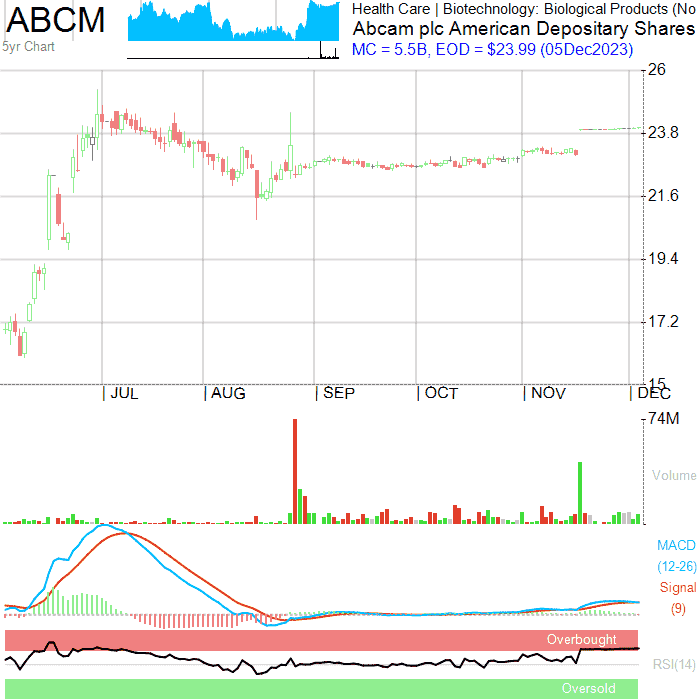 ABCM
5yr Chart
Health Care | Biotechnology: Biological Products (No
Abcam plc American Depositary Shares
MC = 5.5B, EOD = $23.99 (05Dec2023)
26
23.8
21.6
19.4
17.2
15
| JUL | AUG | SEP | OCT | NOV | DEC
74M
Volume
MACD
(12-26)
Signal
(9)
Overbought
RSI(14)
Oversold